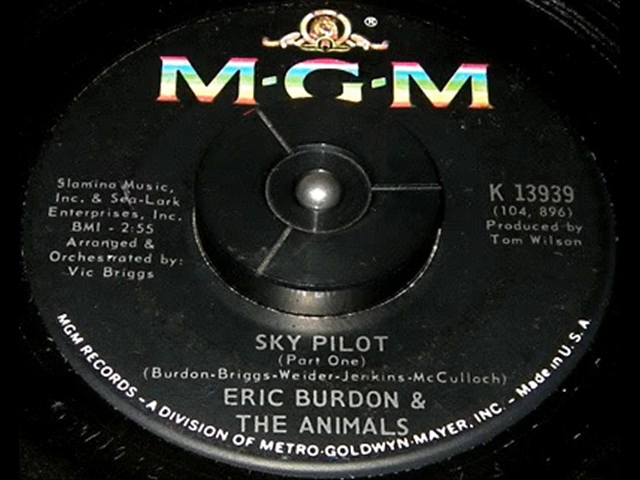 ®
M-G-M
Slamina Music,
Inc. & Sea-Lark
Enterprises, Inc.
BMI - 2:55
Arranged &
Orchestrated by:
Vic Briggs
K 13939
(104, 896)
Produced by
Tom Wilson
SKY PILOT
(Part One)
(Burdon-Briggs-Weider-Jenkins-McCulloch)
ERIC BURDON &
THE ANIMALS
MGM RECORDS - A DIVISION OF METRO-GOLDWYN-MAYER, INC. - Made in U.S.A.